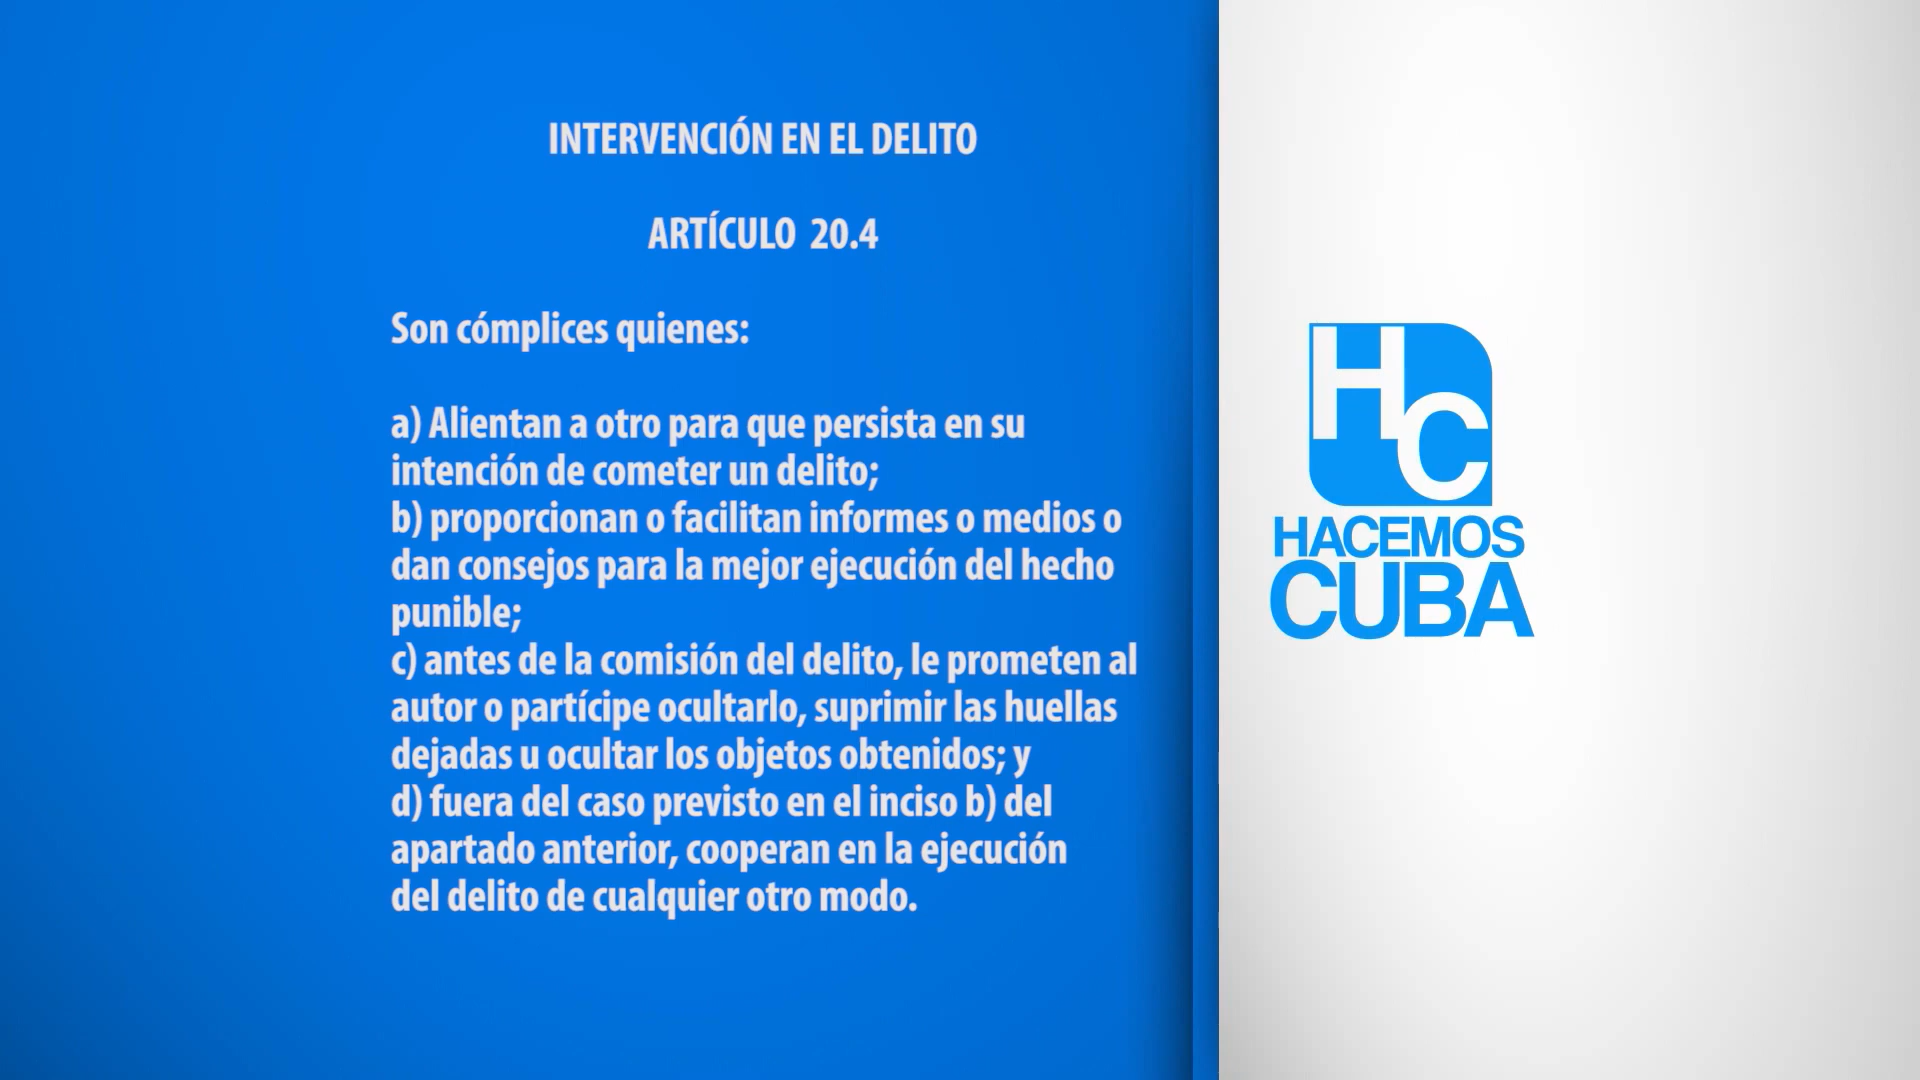 INTERVENCIÓN EN EL DELITO
ARTÍCULO 20.4
Son cómplices quienes:
a) Alientan a otro para que persista en su
intención de cometer un delito;
b) proporcionan o facilitan informes o medios o
dan consejos para la mejor ejecución del hecho
punible;
c) antes de la comisión del delito, le prometen al
autor o partícipe ocultarlo, suprimir las huellas
dejadas u ocultar los objetos obtenidos; y
d) fuera del caso previsto en el inciso b) del
apartado anterior, cooperan en la ejecución
del delito de cualquier otro modo.
HC
HACEMOS
CUBA